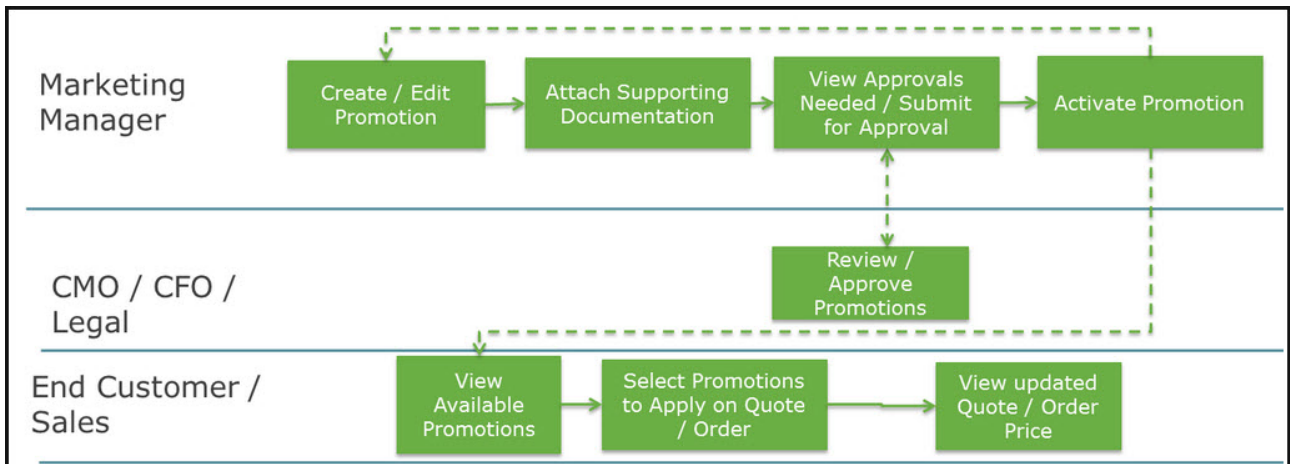 Marketing
Manager
Create / Edit
Promotion
Attach Supporting
Documentation
View Approvals
Needed / Submit
for Approval
Activate Promotion
CMO / CFO /
Legal
Review /
Approve
Promotions
End Customer /
Sales
View
Available
Promotions
Select Promotions
to Apply on Quote
/ Order
View updated
Quote / Order
Price